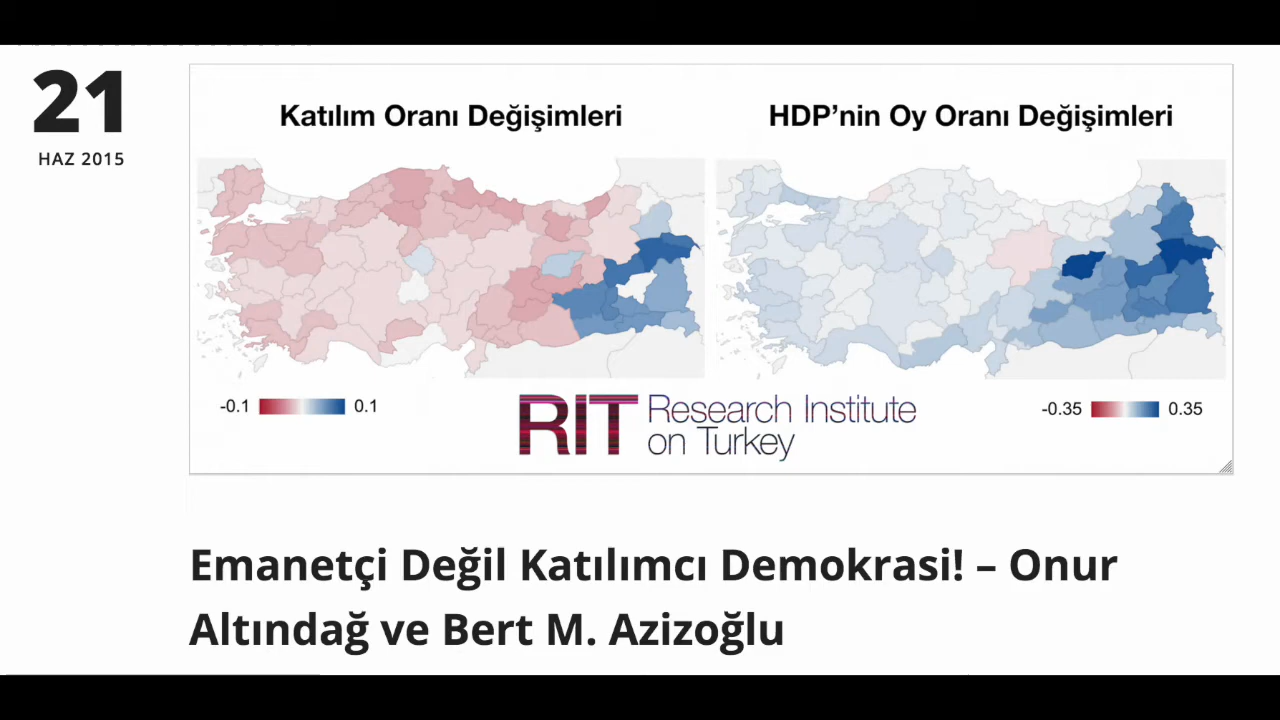 21
HAZ 2015
Katılım Oranı Değişimleri
HDP’nin Oy Oranı Değişimleri
-0.1
0.1
-0.35
0.35
RIT Research Institute
on Turkey
Emanetçi Değil Katılımcı Demokrasi! – Onur
Altındağ ve Bert M. Azizoğlu